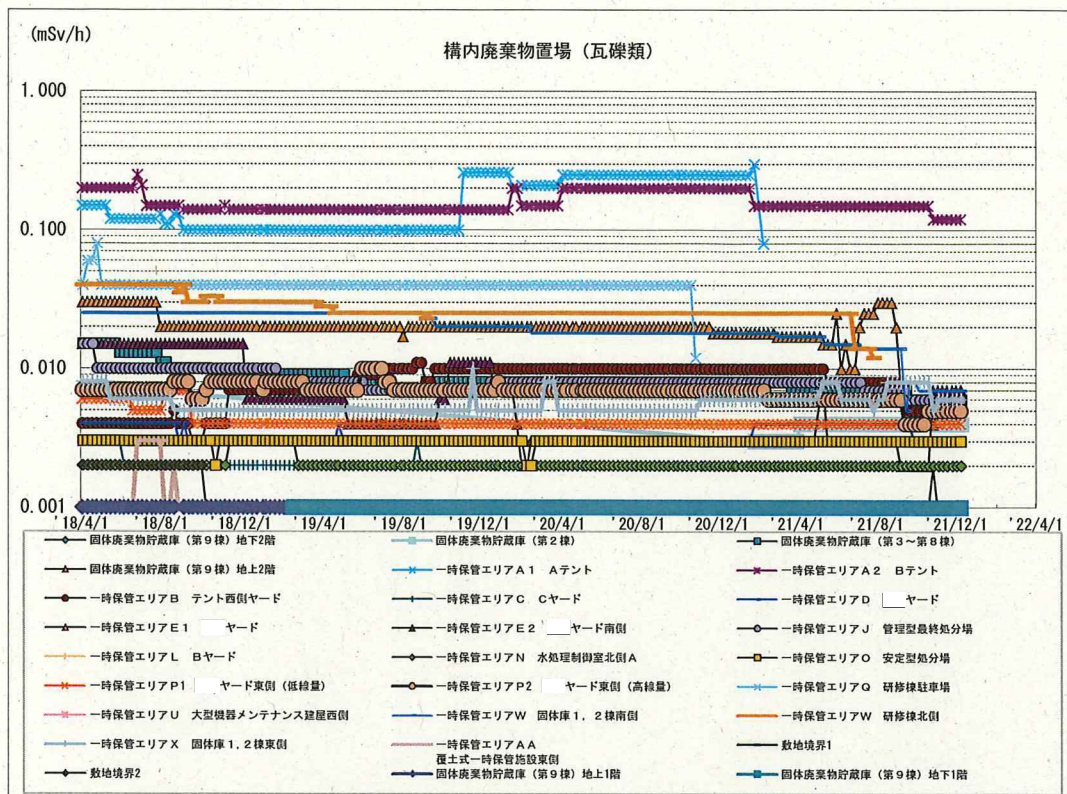 (mSv/h)
構内廃棄物置場（瓦礫類）
1.000
0.100
0.010
0.001
'18/4/1 '18/8/1 '18/12/1 '19/4/1 '19/8/1 '19/12/1 '20/4/1 '20/8/1 '20/12/1 '21/4/1 '21/8/1 '21/12/1 '22/4/1
固体廃棄物貯蔵庫（第9棟）地下2階 固体廃棄物貯蔵庫（第2棟） 固体廃棄物貯蔵庫（第3～第8棟）
固体廃棄物貯蔵庫（第9棟）地上2階 一時保管エリアA1 Aテント 一時保管エリアA2 Bテント
一時保管エリアB テント西側ヤード 一時保管エリアC Cヤード 一時保管エリアD ヤード
一時保管エリアE1 ヤード 一時保管エリアE2 ヤード南側 一時保管エリアJ 管理型最終処分場
一時保管エリアL Bヤード 一時保管エリアN 水処理制御室北側A 一時保管エリアO 安定型処分場
一時保管エリアP1 ヤード東側（低線量） 一時保管エリアP2 ヤード東側（高線量） 一時保管エリアQ 研修棟駐車場
一時保管エリアU 大型機器メンテナンス建屋西側 一時保管エリアW 固体庫1，2棟南側 一時保管エリアW 研修棟北側
一時保管エリアX 固体庫1，2棟東側 一時保管エリアAA 敷地境界1
覆土式一時保管施設東側
敷地境界2 固体廃棄物貯蔵庫（第9棟）地上1階 固体廃棄物貯蔵庫（第9棟）地下1階